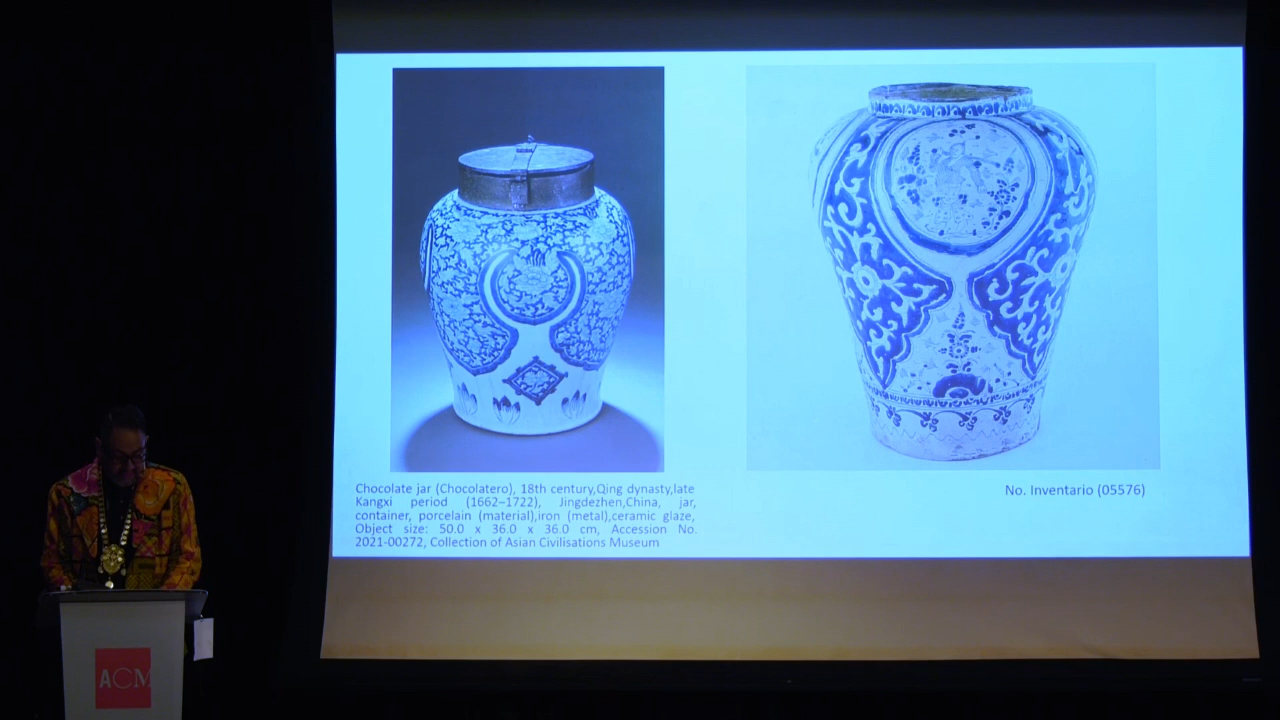 Chocolate jar (Chocolatero), 18th century,Qing dynasty,late
Kangxi period (1662–1722), Jingdezhen,China, jar,
container, porcelain (material),iron (metal),ceramic glaze,
Object size: 50.0 x 36.0 x 36.0 cm, Accession No.
2021-00272, Collection of Asian Civilisations Museum
No. Inventario (05576)
ACM